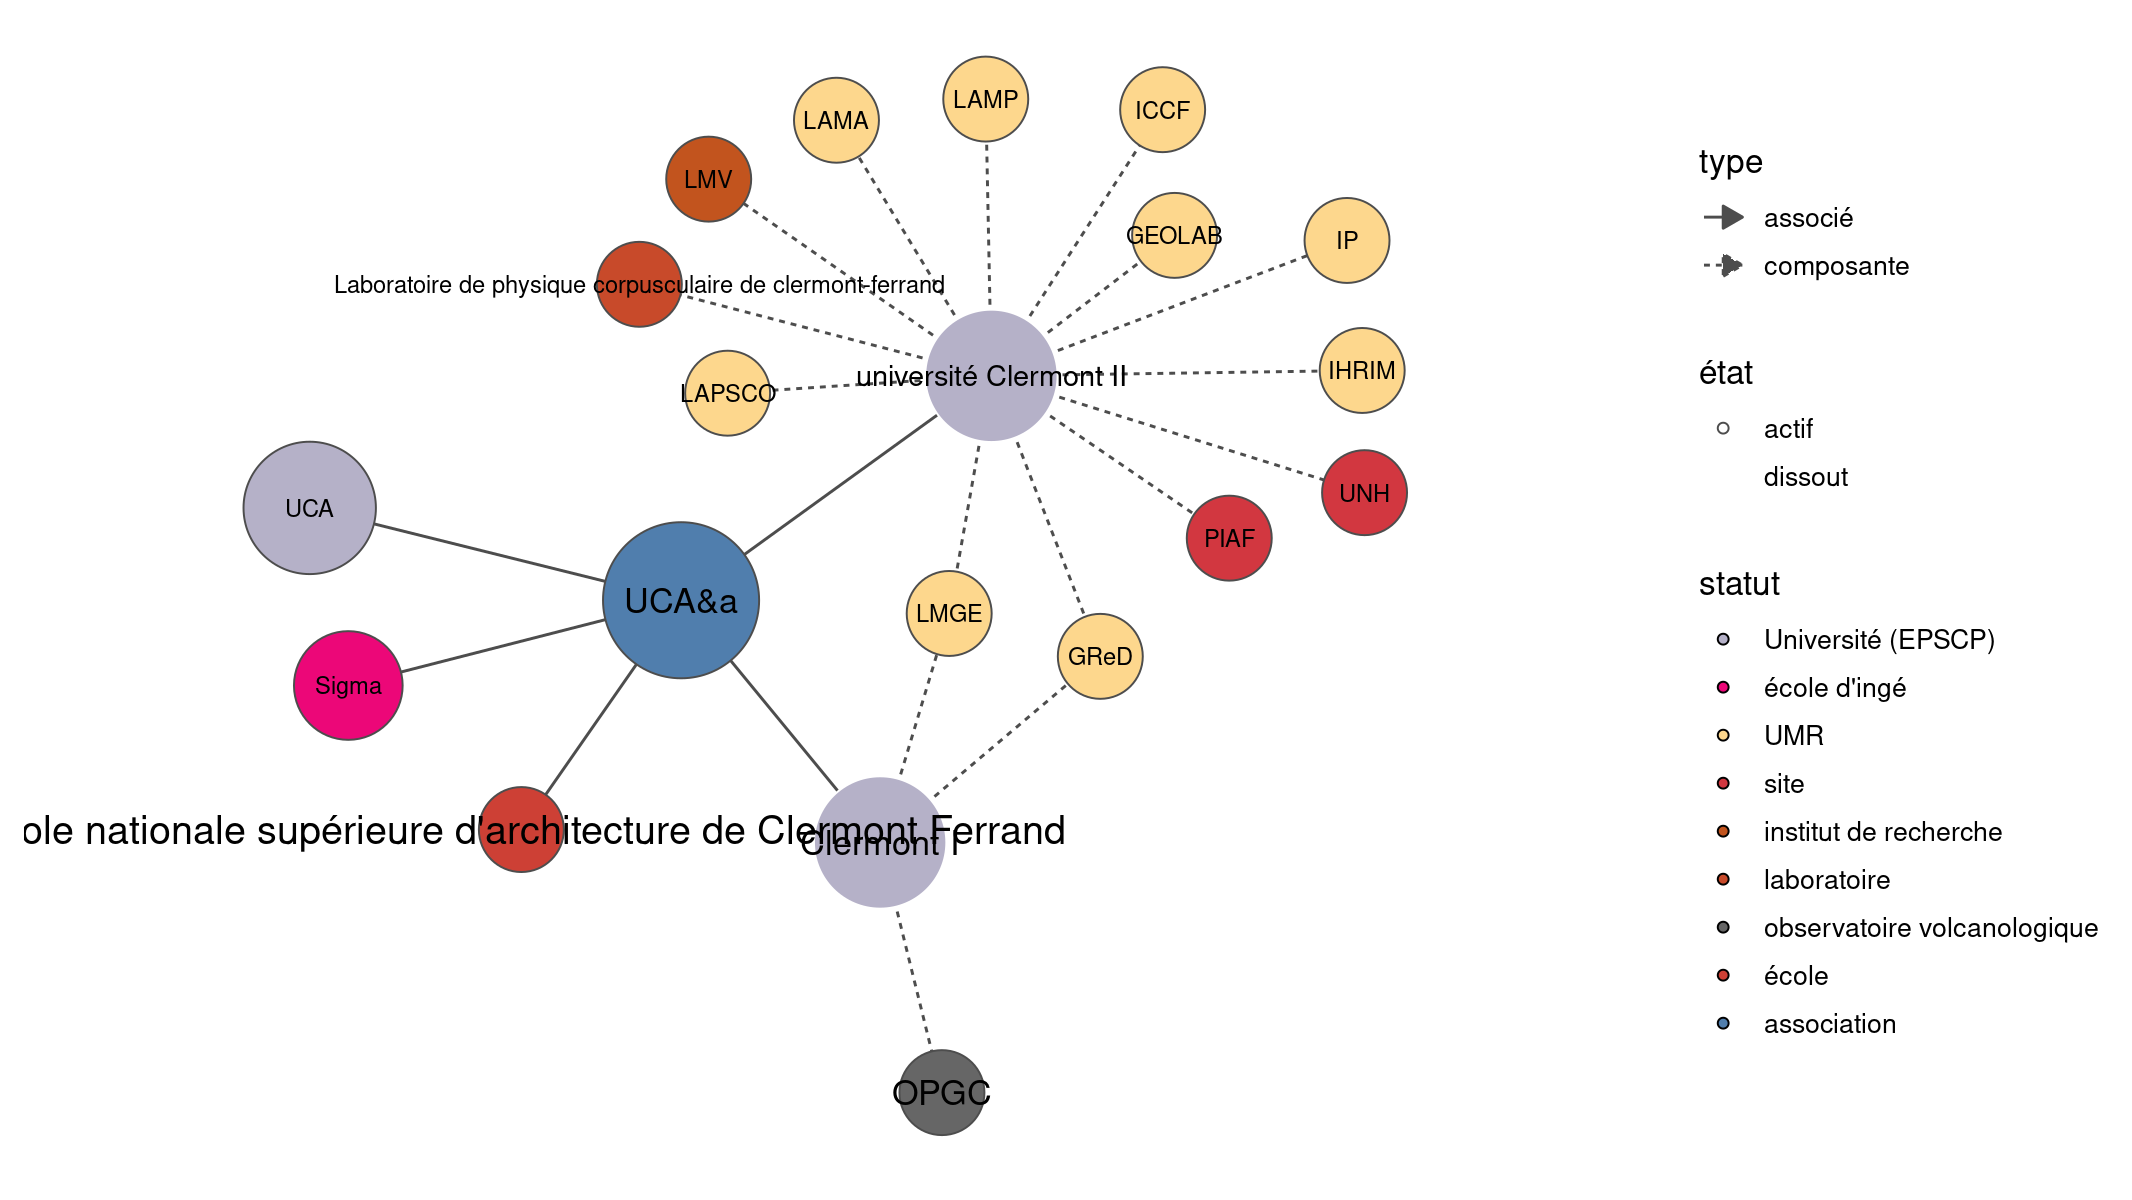 LAMP
ICCF
LAMA
LMV
GEOLAB
IP
Laboratoire de physique corpusculaire de clermont-ferrand
IHRIM
université Clermont II
LAPSCO
UNH
UCA
PIAF
UCA&a
LMGE
GReD
Sigma
ole nationale supérieure d'architecture de Clermont Ferrand
Clermont I
OPGC
type
associé
composante
état
actif
dissout
statut
Université (EPSCP)
école d'ingé
UMR
site
institut de recherche
laboratoire
observatoire volcanologique
école
association